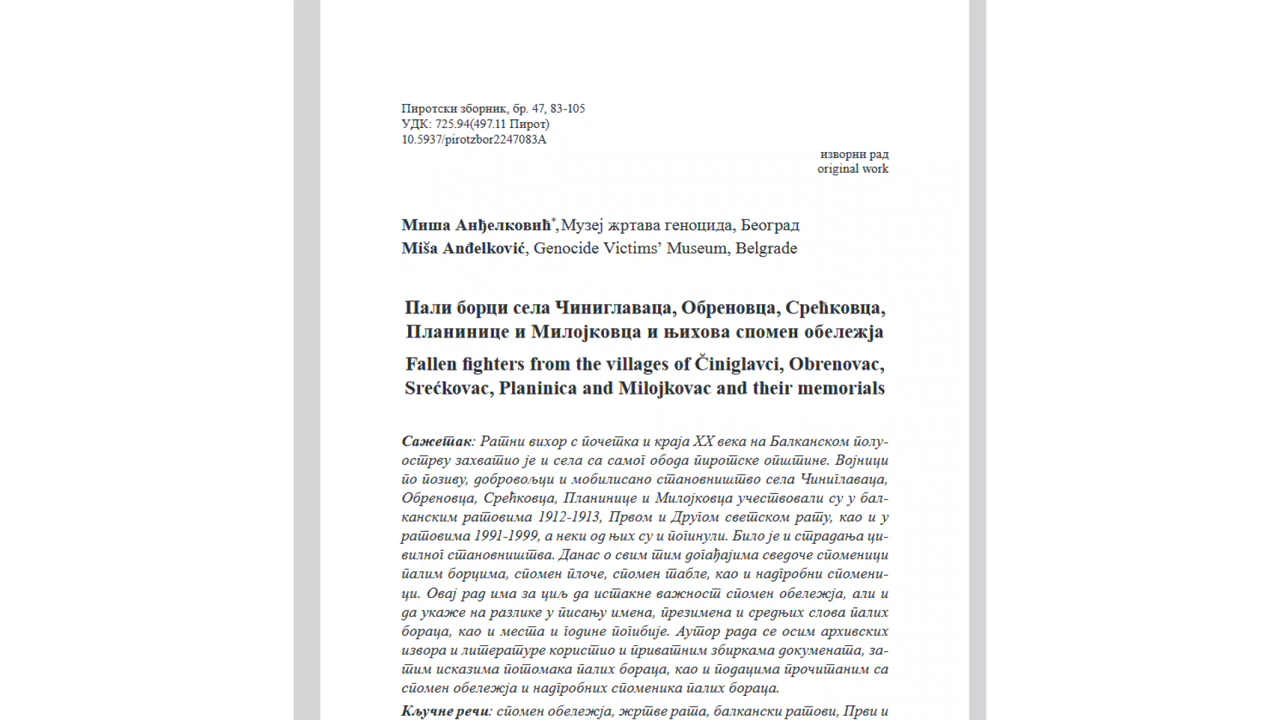 Пиротски зборник, бр. 47, 83-105
УДК: 725.94(497.11 Пирот)
10.5937/pirotzbor2247083A
изворни рад
original work
Миша Анђелковић*, Музеј жртава геноцида, Београд
Miša Anđelković, Genocide Victims’ Museum, Belgrade
Пали борци села Чиниглаваца, Обреновца, Срећковца,
Планинице и Милојковца и њихова спомен обележја
Fallen fighters from the villages of Činiglavci, Obrenovac,
Srećkovac, Planinica and Milojkovac and their memorials
Сажетак: Ратни вихор с почетка и краја XX века на Балканском полу-
острву захватио је и села са самог обода пиротске општине. Војници
по позиву, добровољци и мобилисано становништво села Чиниглаваца,
Обреновца, Срећковца, Планинице и Милојковца учествовали су у бал-
канским ратовима 1912-1913, Првом и Другом светском рату, као и у
ратовима 1991-1999, а неки од њих су и погинули. Било је и страдања ци-
вилног становништва. Данас о свим тим догађајима сведоче споменици
палим борцима, спомен плоче, спомен табле, као и надгробни спомени-
ци. Овај рад има за циљ да истакне важност спомен обележја, али и
да укаже на разлике у писању имена, презимена и средњих слова палих
бораца, као и места и године погибије. Аутор рада се осим архивских
извора и литературе користио и приватним збиркама докумената, за-
тим исказима потомака палих бораца, као и подацима прочитаним са
спомен обележја и надгробних споменика палих бораца.
Кључне речи: спомен обележја, жртве рата, балкански ратови, Први и